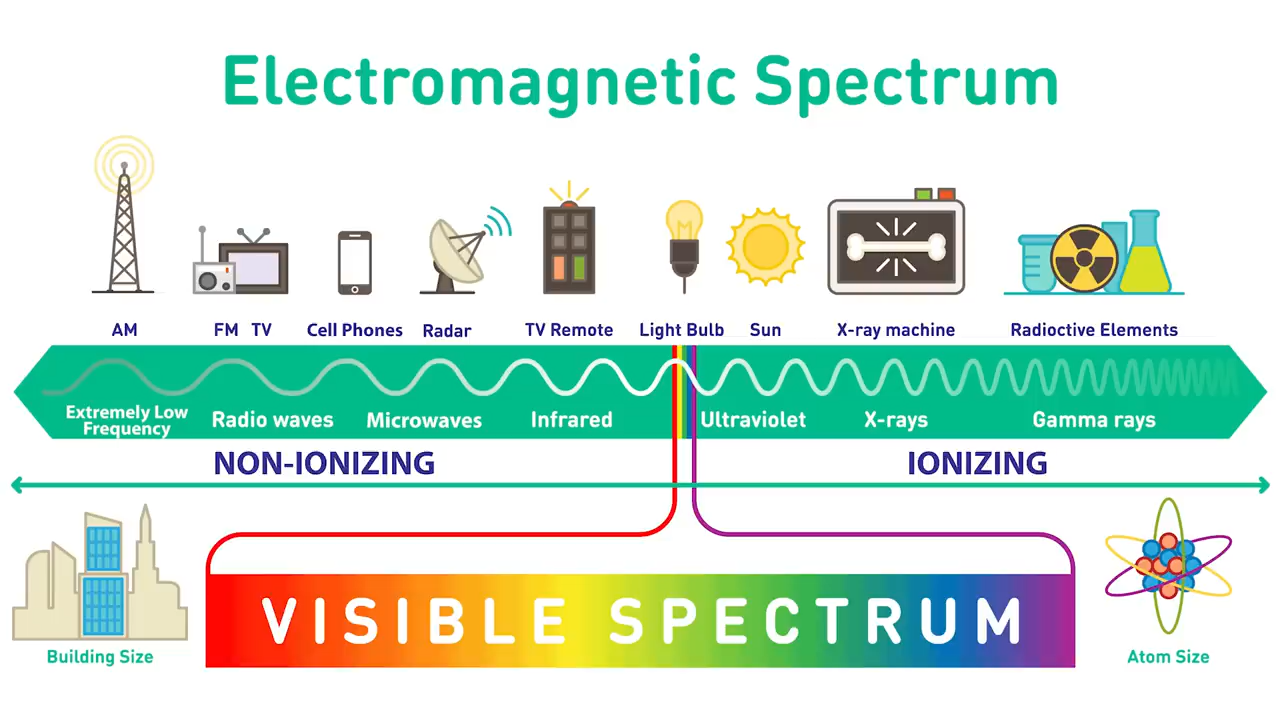 Electromagnetic Spectrum
AM
FM TV
Cell Phones
Radar
TV Remote
Light Bulb
Sun
X-ray machine
Radioctive Elements
Extremely Low
Frequency
Radio waves
Microwaves
Infrared
Ultraviolet
X-rays
Gamma rays
NON-IONIZING
IONIZING
VISIBLE SPECTRUM
Building Size
Atom Size